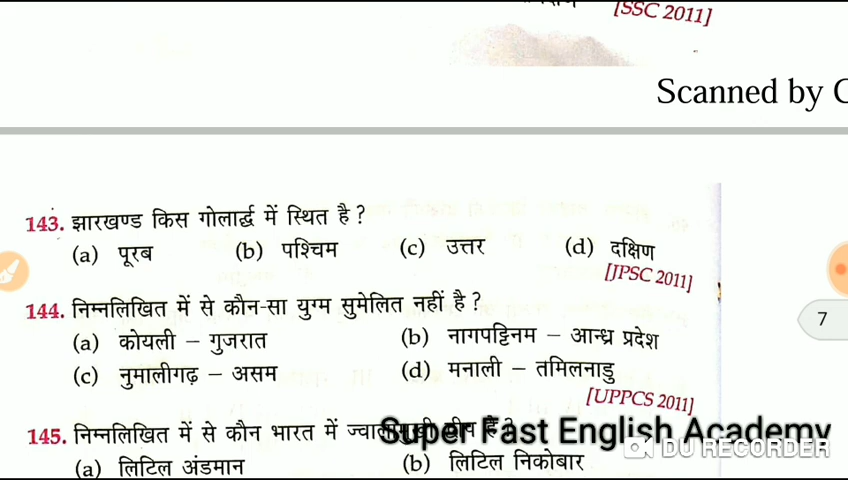 [SSC 2011]
Scanned by C
143. झारखण्ड किस गोलार्द्ध में स्थित है ?
(a) पूरब (b) पश्चिम (c) उत्तर (d) दक्षिण
[JPSC 2011]
144. निम्नलिखित में से कौन-सा युग्म सुमेलित नहीं है ?
(a) कोयली – गुजरात (b) नागपट्टिनम – आन्ध्र प्रदेश
(c) नुमालीगढ़ – असम (d) मनाली – तमिलनाडु
7
[UPPCS 2011]
145. निम्नलिखित में से कौन भारत में ज्वालामुखी द्वीप है ?
Super Fast English Academy
DU RECORDER
(a) लिटिल अंडमान (b) लिटिल निकोबार